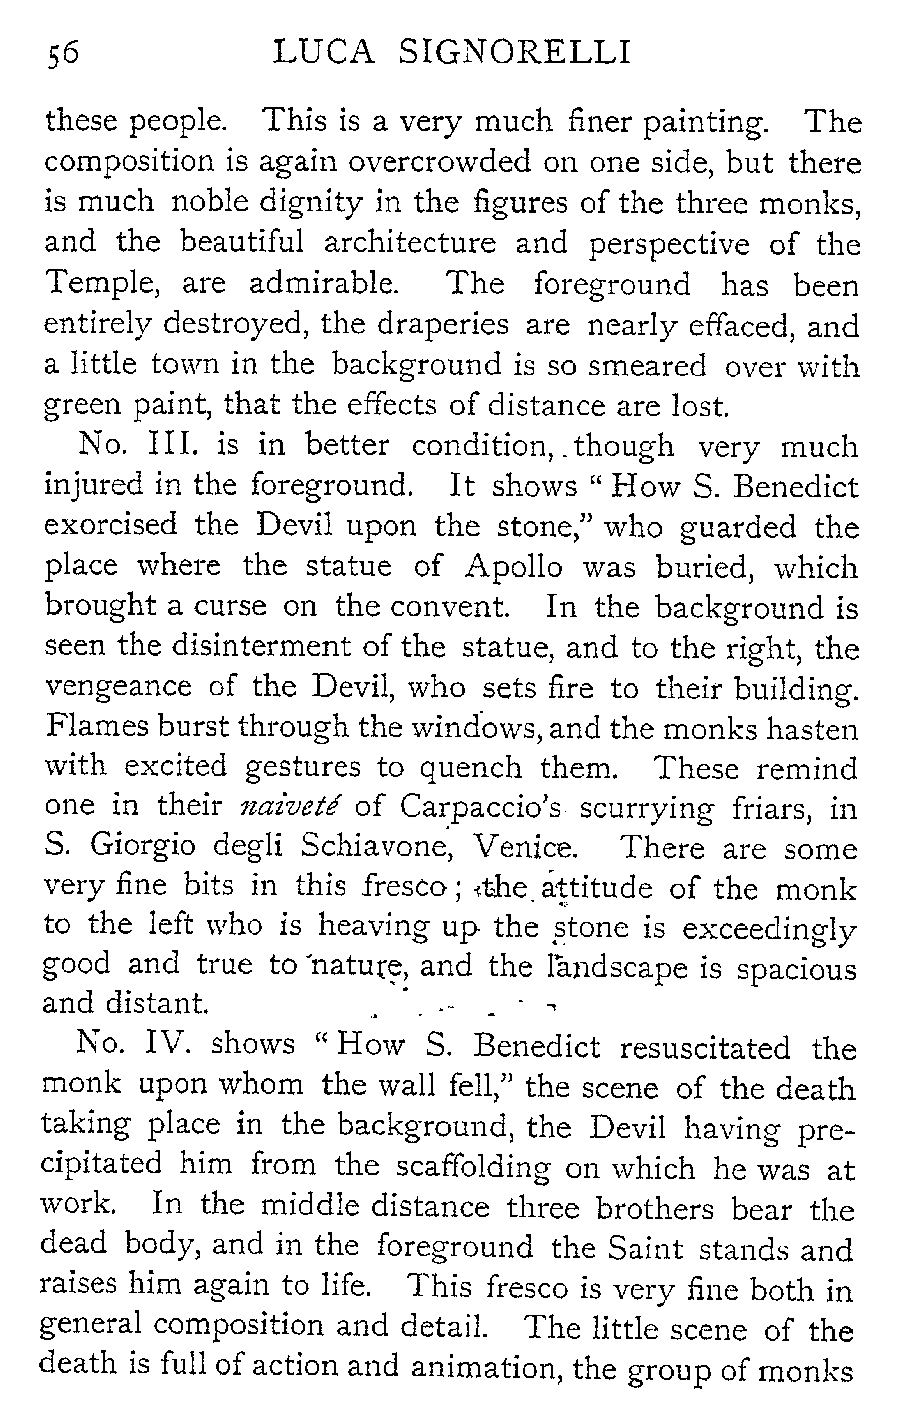 56 LUCA SIGNORELLI
these people. This is a very much finer painting. The
composition is again overcrowded on one side, but there
is much noble dignity in the figures of the three monks,
and the beautiful architecture and perspective of the
Temple, are admirable. The foreground has been
entirely destroyed, the draperies are nearly effaced, and
a little town in the background is so smeared over with
green paint, that the effects of distance are lost.
No. III. is in better condition, though very much
injured in the foreground. It shows “How S. Benedict
exorcised the Devil upon the stone,” who guarded the
place where the statue of Apollo was buried, which
brought a curse on the convent. In the background is
seen the disinterment of the statue, and to the right, the
vengeance of the Devil, who sets fire to their building.
Flames burst through the windows, and the monks hasten
with excited gestures to quench them. These remind
one in their naiveté of Carpaccio’s scurrying friars, in
S. Giorgio degli Schiavone, Venice. There are some
very fine bits in this fresco; the attitude of the monk
to the left who is heaving up the stone is exceedingly
good and true to nature, and the landscape is spacious
and distant.
No. IV. shows “How S. Benedict resuscitated the
monk upon whom the wall fell,” the scene of the death
taking place in the background, the Devil having pre-
cipitated him from the scaffolding on which he was at
work. In the middle distance three brothers bear the
dead body, and in the foreground the Saint stands and
raises him again to life. This fresco is very fine both in
general composition and detail. The little scene of the
death is full of action and animation, the group of monks